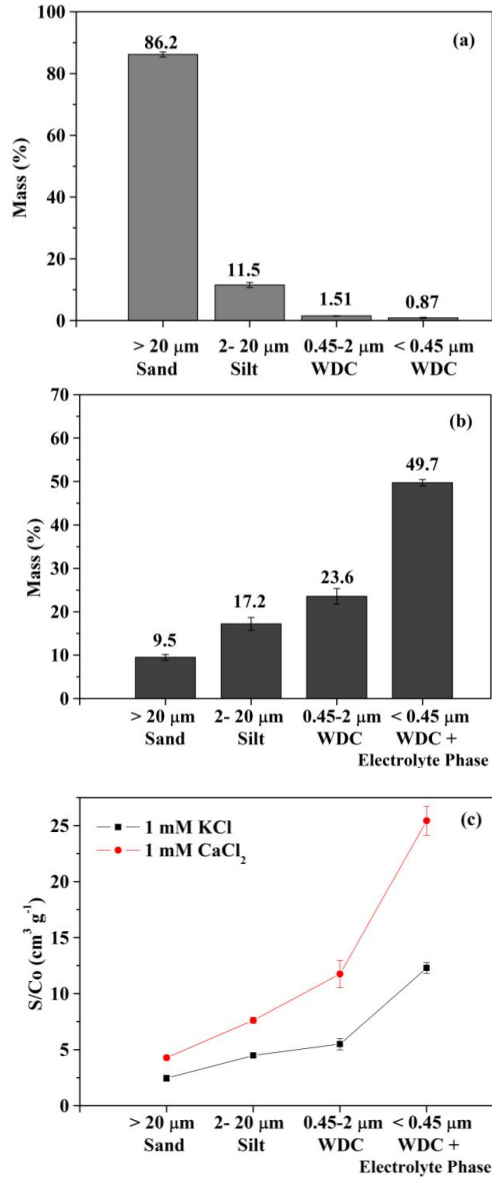 100
(a)
86.2
80
60
Mass (%)
40
20
11.5
1.51
0.87
0
> 20 μm
2- 20 μm
0.45-2 μm
< 0.45 μm
Sand
Silt
WDC
WDC
70
(b)
60
49.7
50
40
Mass (%)
30
23.6
20
17.2
10
9.5
0
> 20 μm
2- 20 μm
0.45-2 μm
< 0.45 μm
Sand
Silt
WDC
WDC +
Electrolyte Phase
1 mM KCl
1 mM CaCl₂
(c)
25
20
S/Co (cm³ g⁻¹)
15
10
5
0
> 20 μm
2- 20 μm
0.45-2 μm
< 0.45 μm
Sand
Silt
WDC
WDC +
Electrolyte Phase